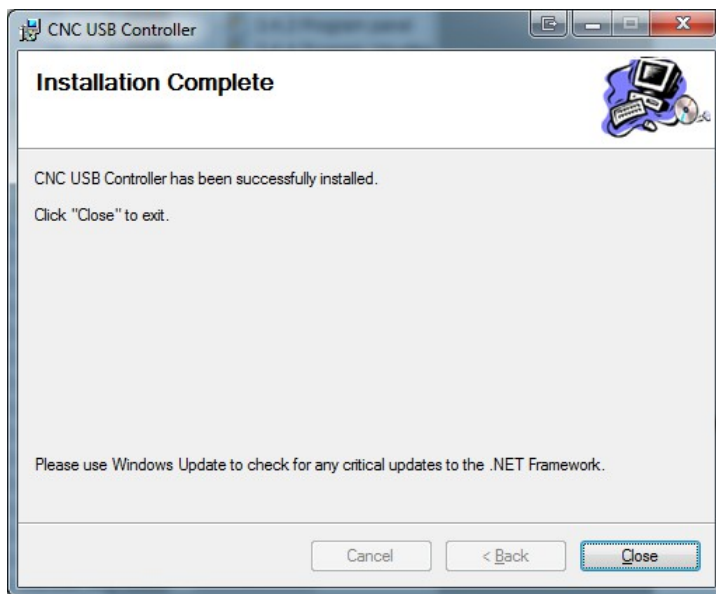 CNC USB Controller
Installation Complete
CNC USB Controller has been successfully installed.
Click "Close" to exit.
Please use Windows Update to check for any critical updates to the .NET Framework.
Cancel
< Back
Close